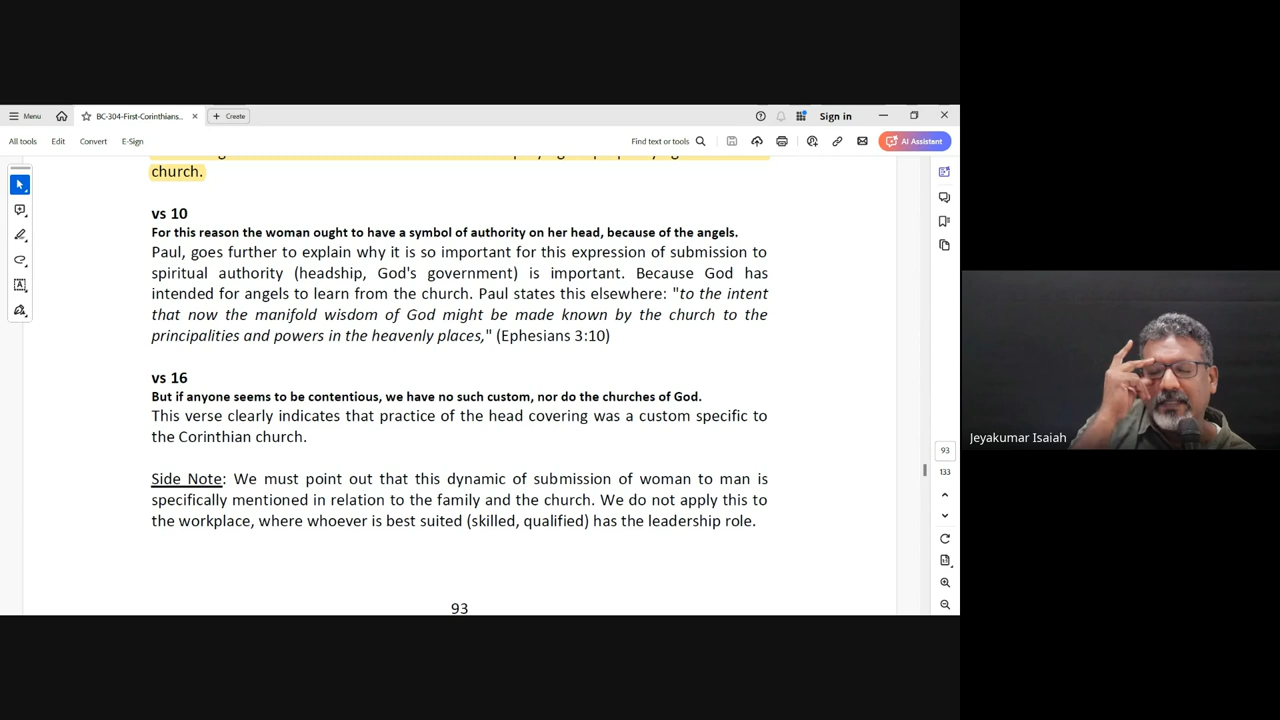 Menu
BC-304-First-Corinthians...
Create
Sign in
All tools
Edit
Convert
E-Sign
Find text or tools
AI Assistant
church.
vs 10
For this reason the woman ought to have a symbol of authority on her head, because of the angels.
Paul, goes further to explain why it is so important for this expression of submission to
spiritual authority (headship, God's government) is important. Because God has
intended for angels to learn from the church. Paul states this elsewhere: "to the intent
that now the manifold wisdom of God might be made known by the church to the
principalities and powers in the heavenly places," (Ephesians 3:10)
vs 16
But if anyone seems to be contentious, we have no such custom, nor do the churches of God.
This verse clearly indicates that practice of the head covering was a custom specific to
the Corinthian church.
Side Note: We must point out that this dynamic of submission of woman to man is
specifically mentioned in relation to the family and the church. We do not apply this to
the workplace, where whoever is best suited (skilled, qualified) has the leadership role.
93
93
133
Jeyakumar Isaiah